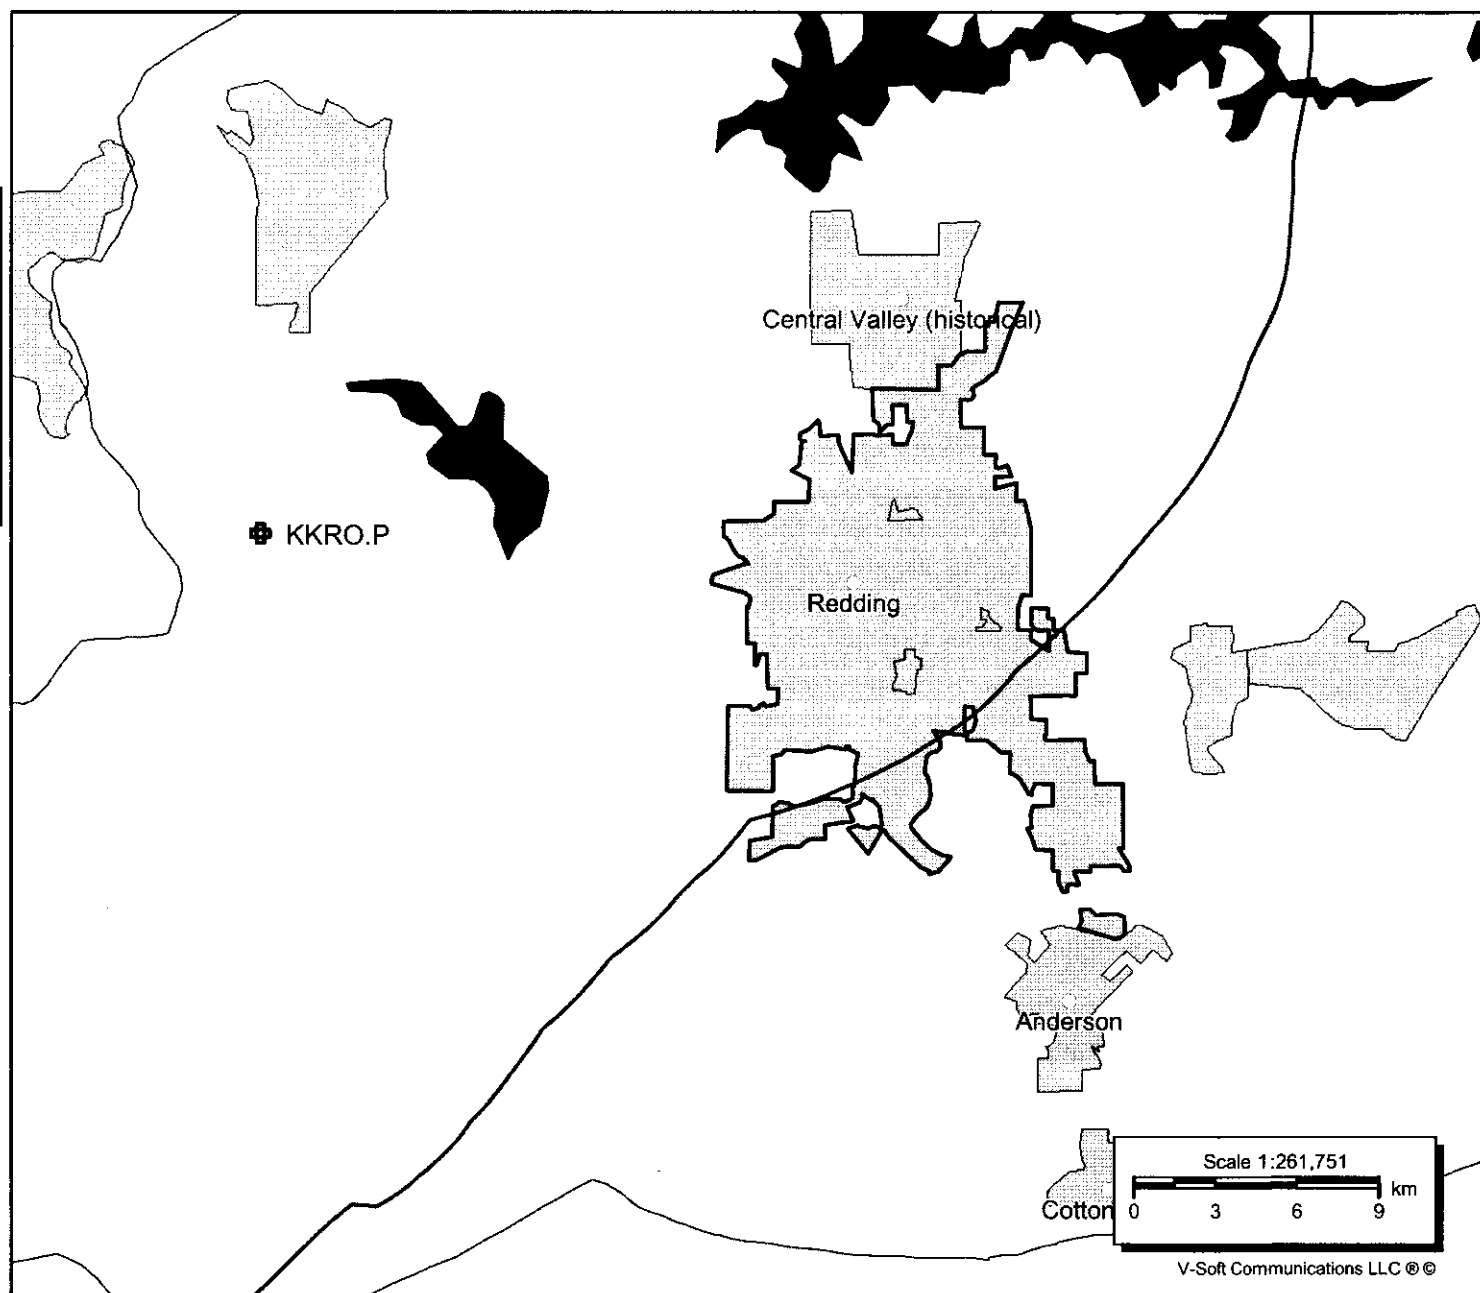 Central Valley (historical)
KKRO.P
Redding
Anderson
Cotton
Scale 1:261,751
km
0 3 6 9
V-Soft Communications LLC ® ©